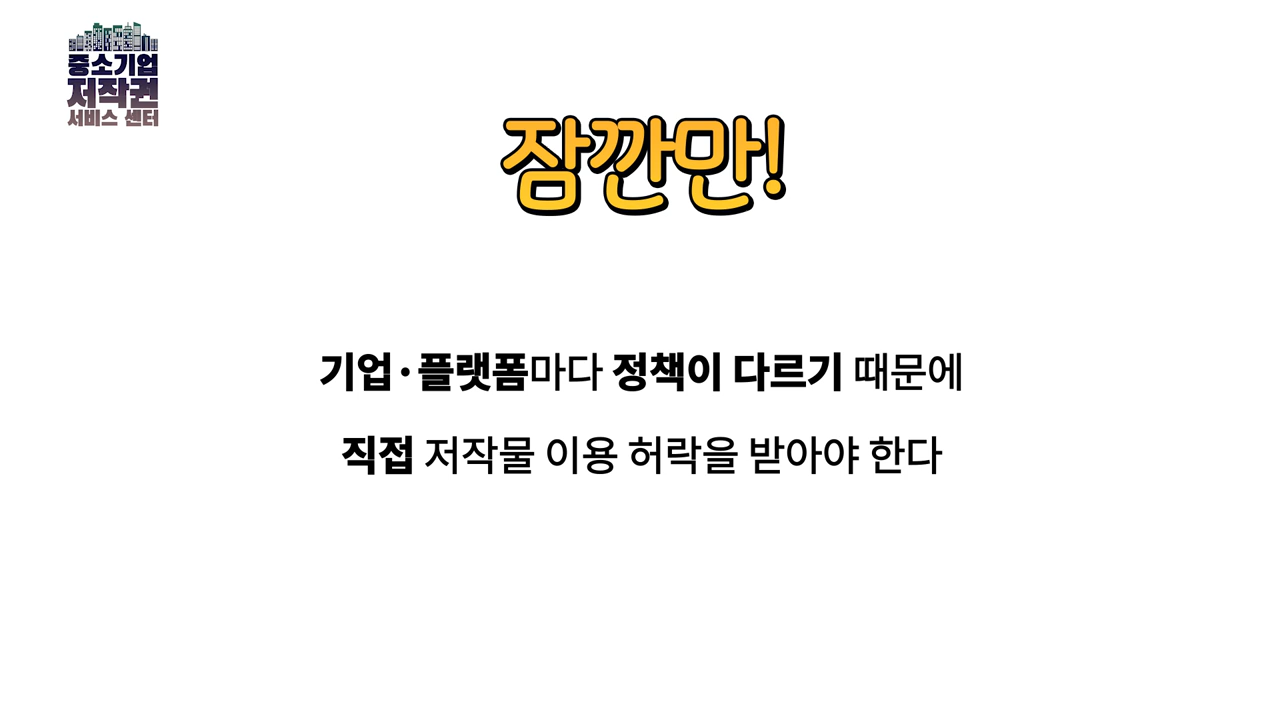 중소기업
저작권
서비스 센터
잠깐만!
기업·플랫폼마다 정책이 다르기 때문에
직접 저작물 이용 허락을 받아야 한다